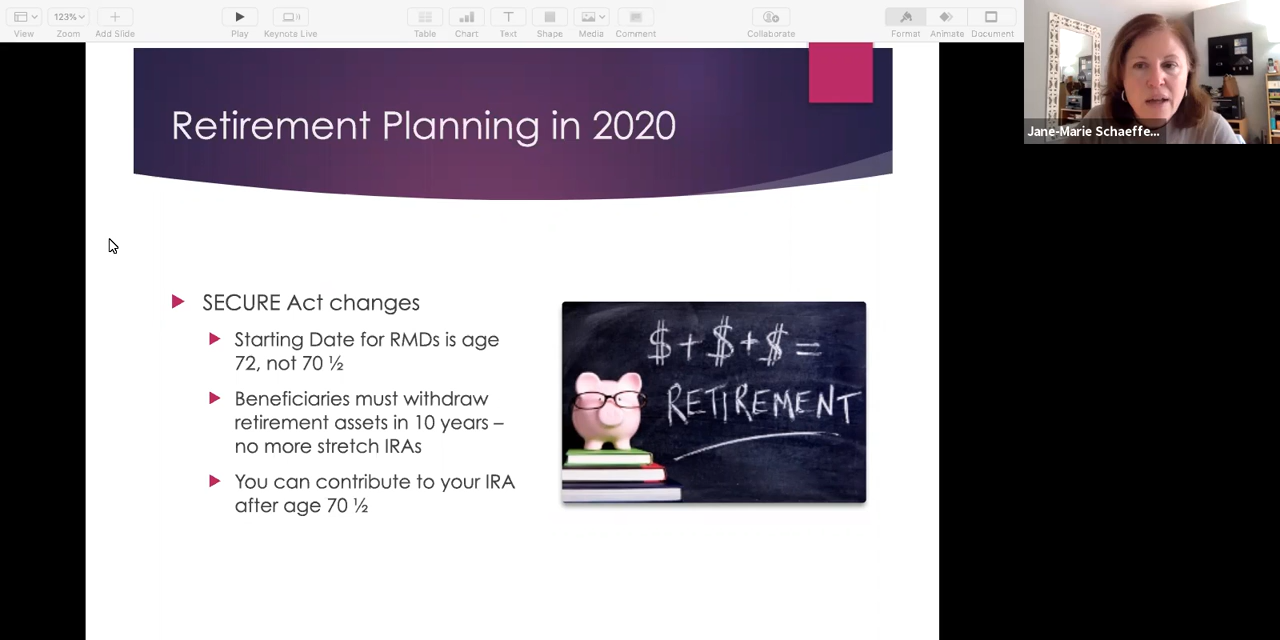 123%
View
Zoom
Add Slide
Play
Keynote Live
Table
Chart
Text
Shape
Media
Comment
Collaborate
Format
Animate
Document
Jane-Marie Schaeffe...
Retirement Planning in 2020
SECURE Act changes
Starting Date for RMDs is age
72, not 70 ½
Beneficiaries must withdraw
retirement assets in 10 years –
no more stretch IRAs
You can contribute to your IRA
after age 70 ½
$+$+$=
RETIREMENT